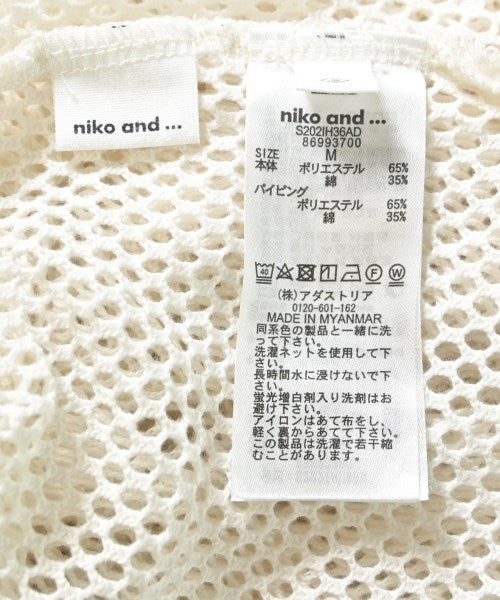 niko and ...
niko and ...
S202IH36AD
86993700
SIZE M
本体 ポリエステル 65%
綿 35%
パイピング
ポリエステル 65%
綿 35%
40 F W
(株)アダストリア
0120-601-162
MADE IN MYANMAR
同系色の製品と一緒に洗
って下さい。
洗濯ネットを使用して下
さい。
長時間水に浸けないで下
さい。
蛍光増白剤入り洗剤はお
避け下さい。
アイロンはあて布をし、
軽く裏からあてて下さい。
この製品は洗濯で若干縮
むことがあります。